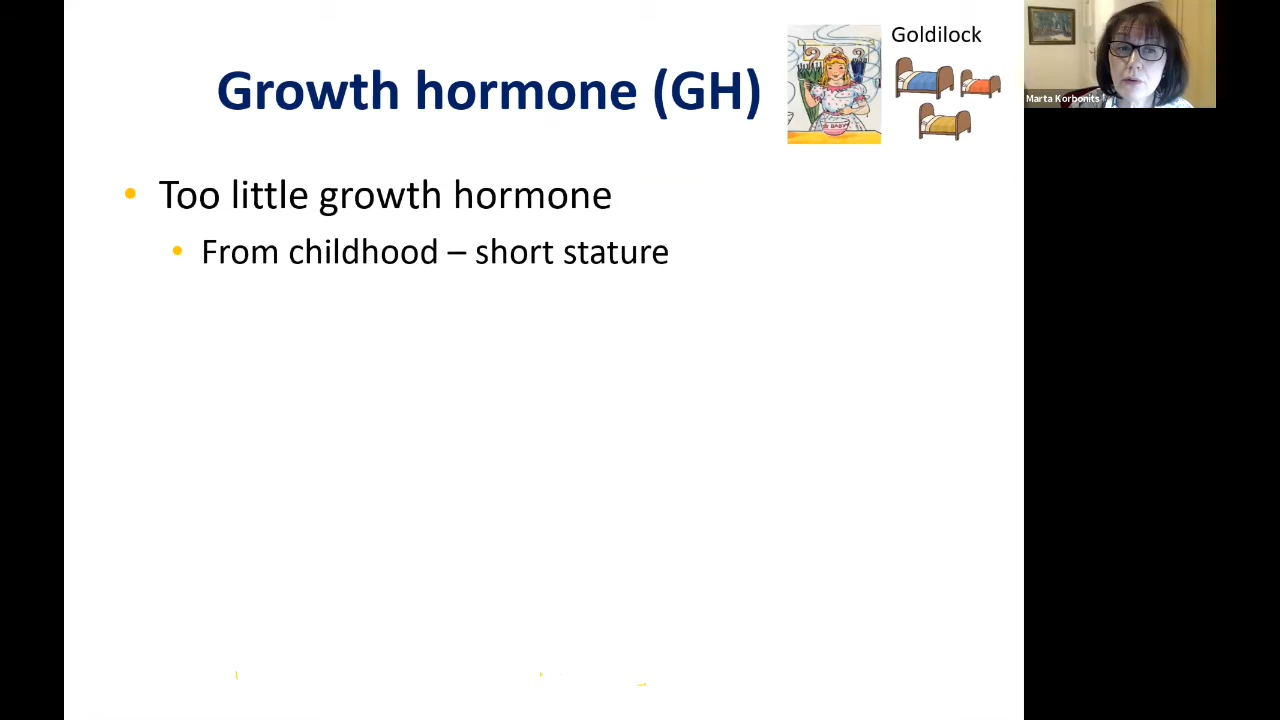 Growth hormone (GH)
Goldilock
Marta Korbonits
• Too little growth hormone
• From childhood – short stature